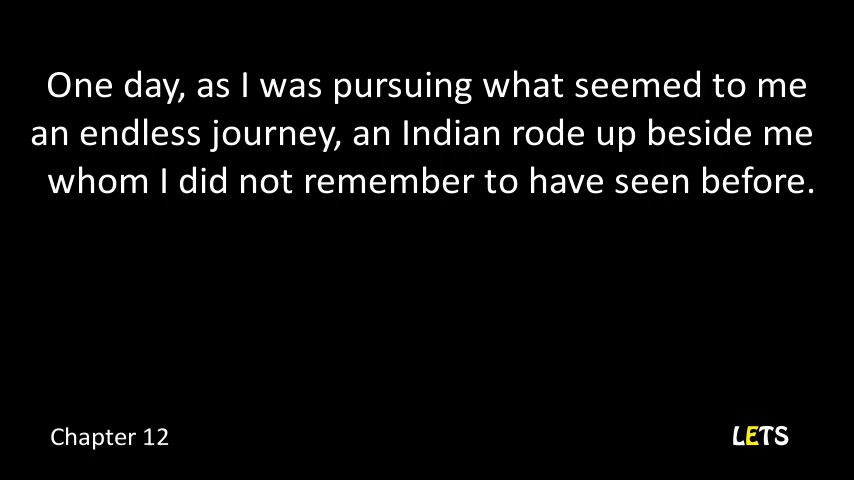 One day, as I was pursuing what seemed to me
an endless journey, an Indian rode up beside me
whom I did not remember to have seen before.
Chapter 12
LETS